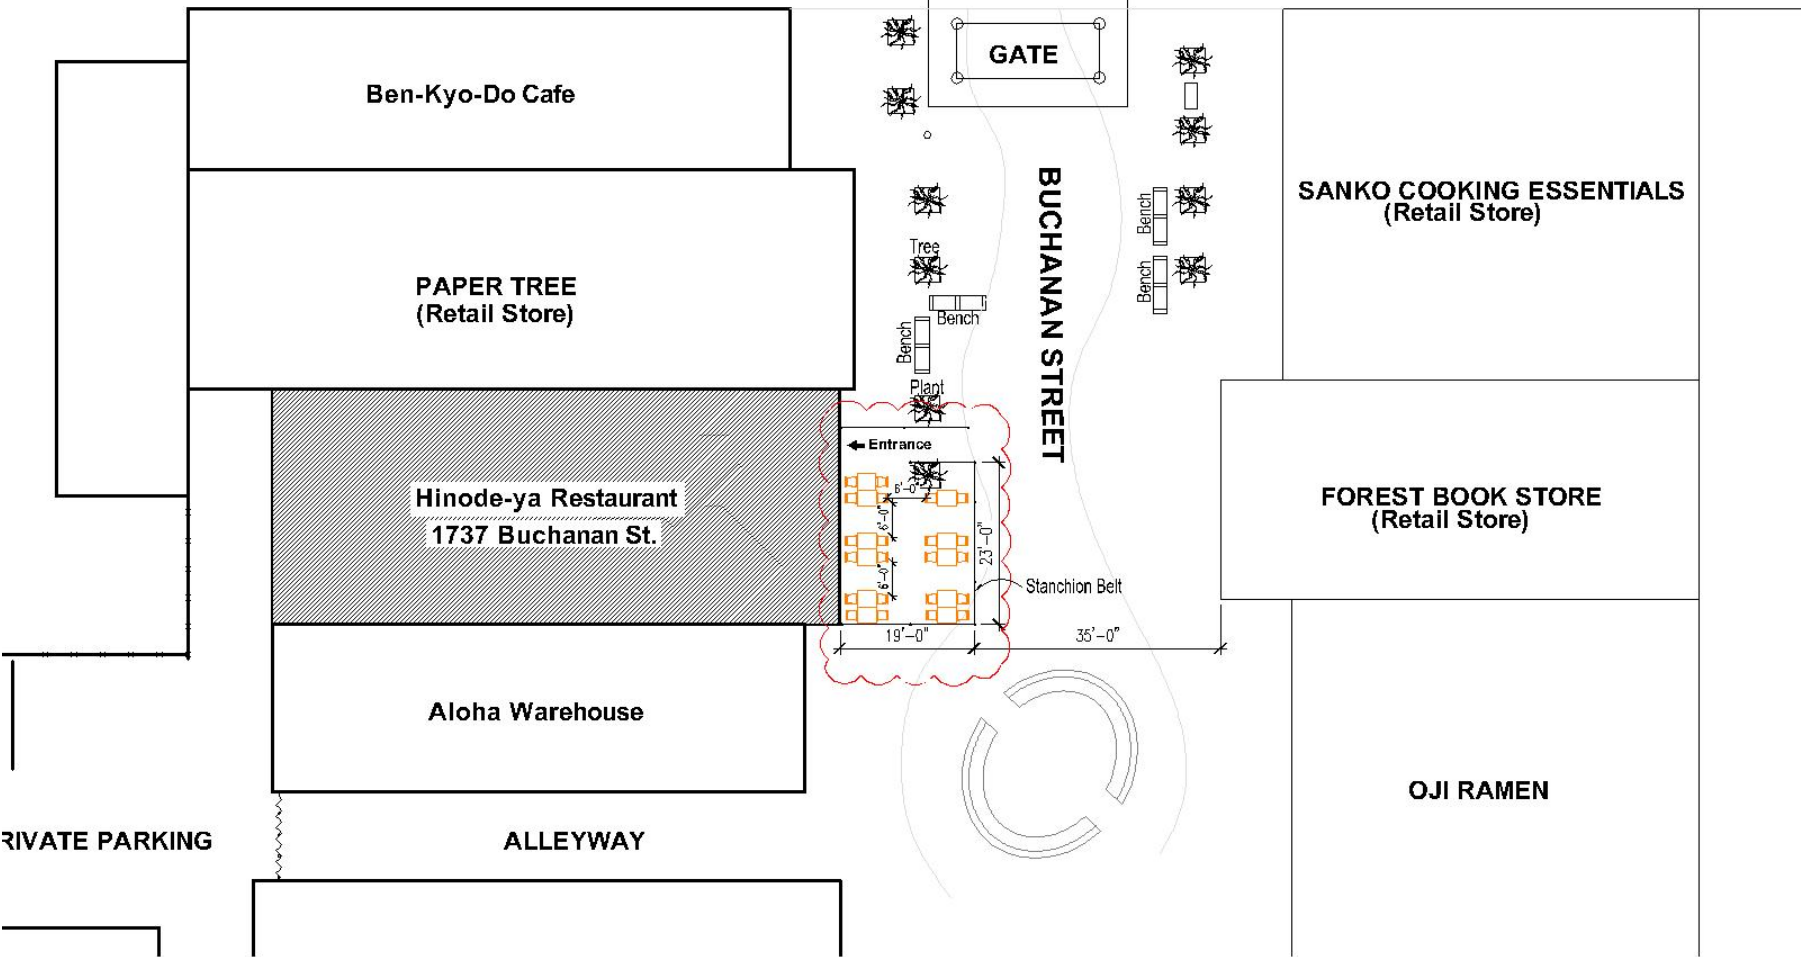 GATE
Ben-Kyo-Do Cafe
BUCHANAN STREET
SANKO COOKING ESSENTIALS
(Retail Store)
Bench
Bench
Tree
PAPER TREE
(Retail Store)
Bench
Bench
Plant
Entrance
Hinode-ya Restaurant
1737 Buchanan St.
6'-0"
6'-0"
6'-0"
23'-0"
FOREST BOOK STORE
(Retail Store)
Stanchion Belt
19'-0"
35'-0"
Aloha Warehouse
OJI RAMEN
RIVATE PARKING
ALLEYWAY